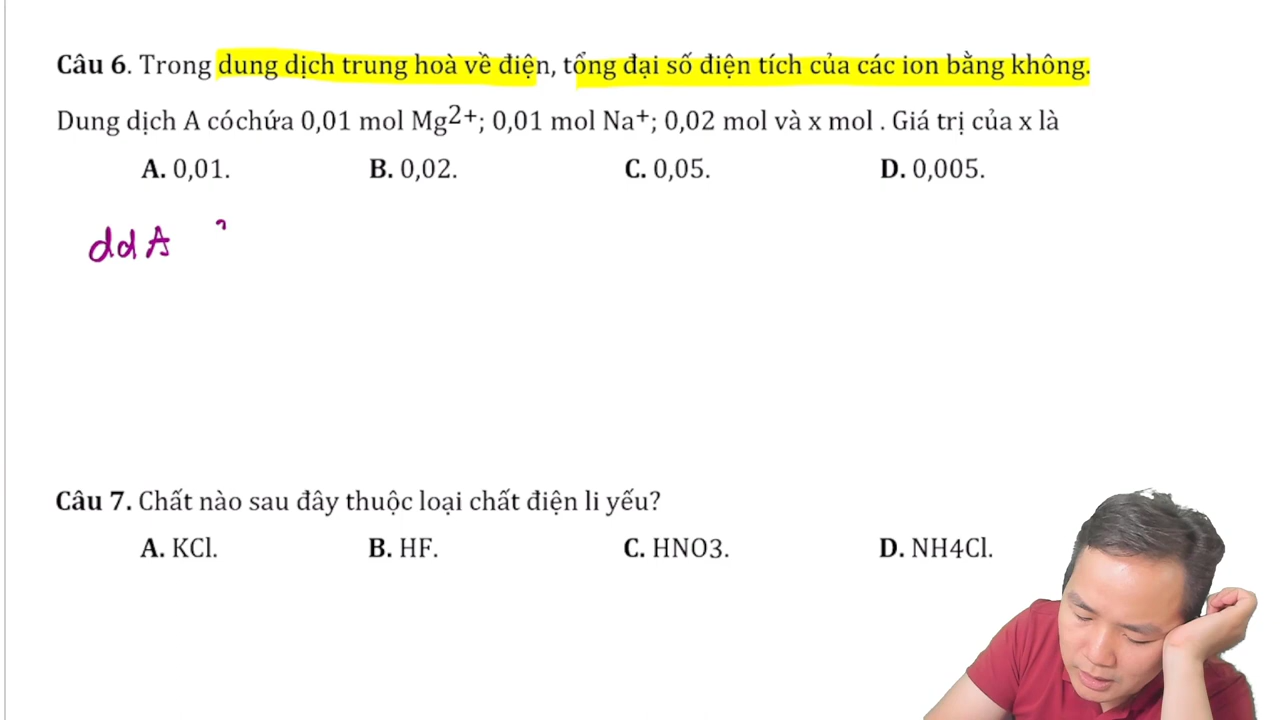 Câu 6. Trong dung dịch trung hoà về điện, tổng đại số điện tích của các ion bằng không.
Dung dịch A cóchứa 0,01 mol Mg2+; 0,01 mol Na+; 0,02 mol và x mol . Giá trị của x là
A. 0,01. B. 0,02. C. 0,05. D. 0,005.
ddA
Câu 7. Chất nào sau đây thuộc loại chất điện li yếu?
A. KCl. B. HF. C. HNO3. D. NH4Cl.